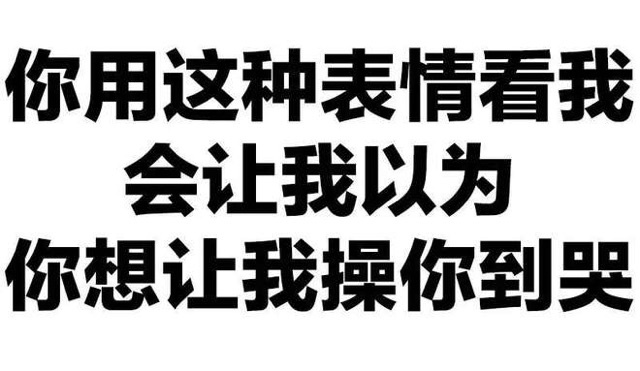 你用这种表情看我
会让我以为
你想让我操你到哭